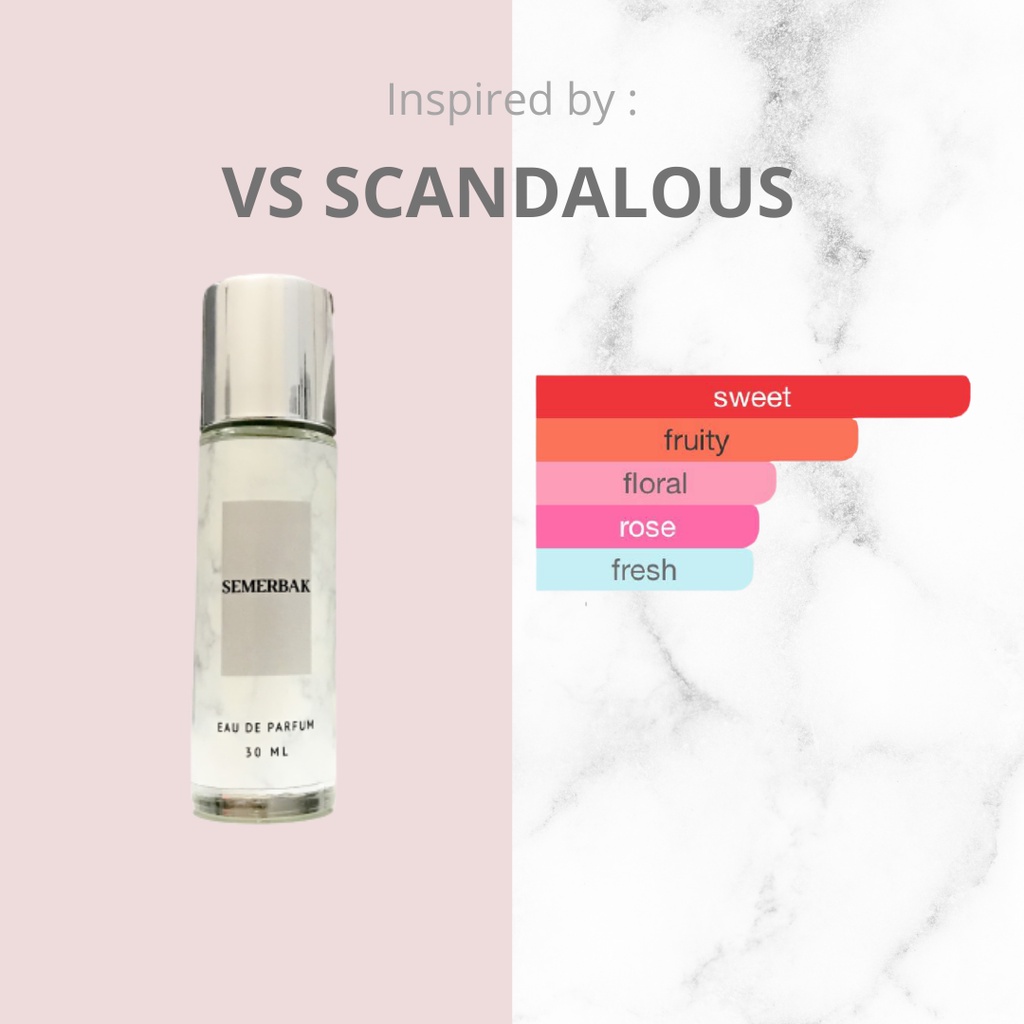 Inspired by :
VS SCANDALOUS
SEMERBAK
EAU DE PARFUM
30 ML
sweet
fruity
floral
rose
fresh